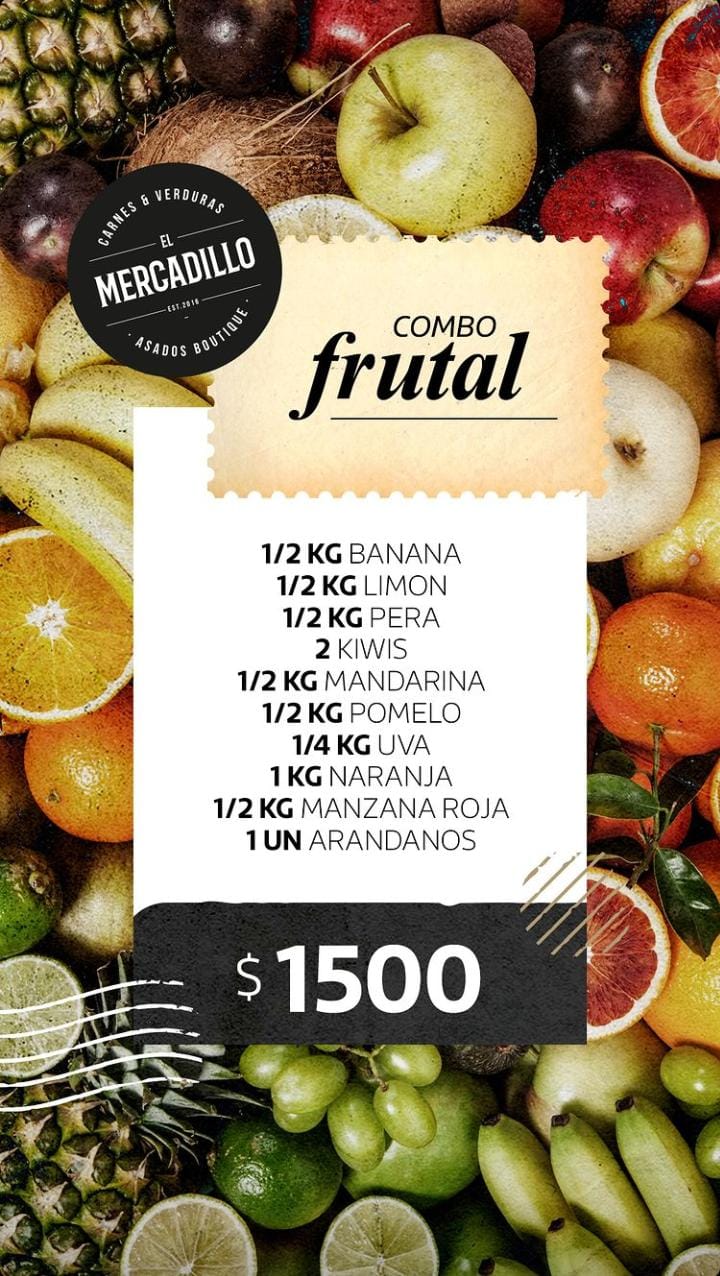 CARNES & VERDURAS
EL
MERCADILLO
EST. 2016
· ASADOS BOUTIQUE ·
COMBO
frutal
1/2 KG BANANA
1/2 KG LIMON
1/2 KG PERA
2 KIWIS
1/2 KG MANDARINA
1/2 KG POMELO
1/4 KG UVA
1 KG NARANJA
1/2 KG MANZANA ROJA
1 UN ARANDANOS
$ 1500